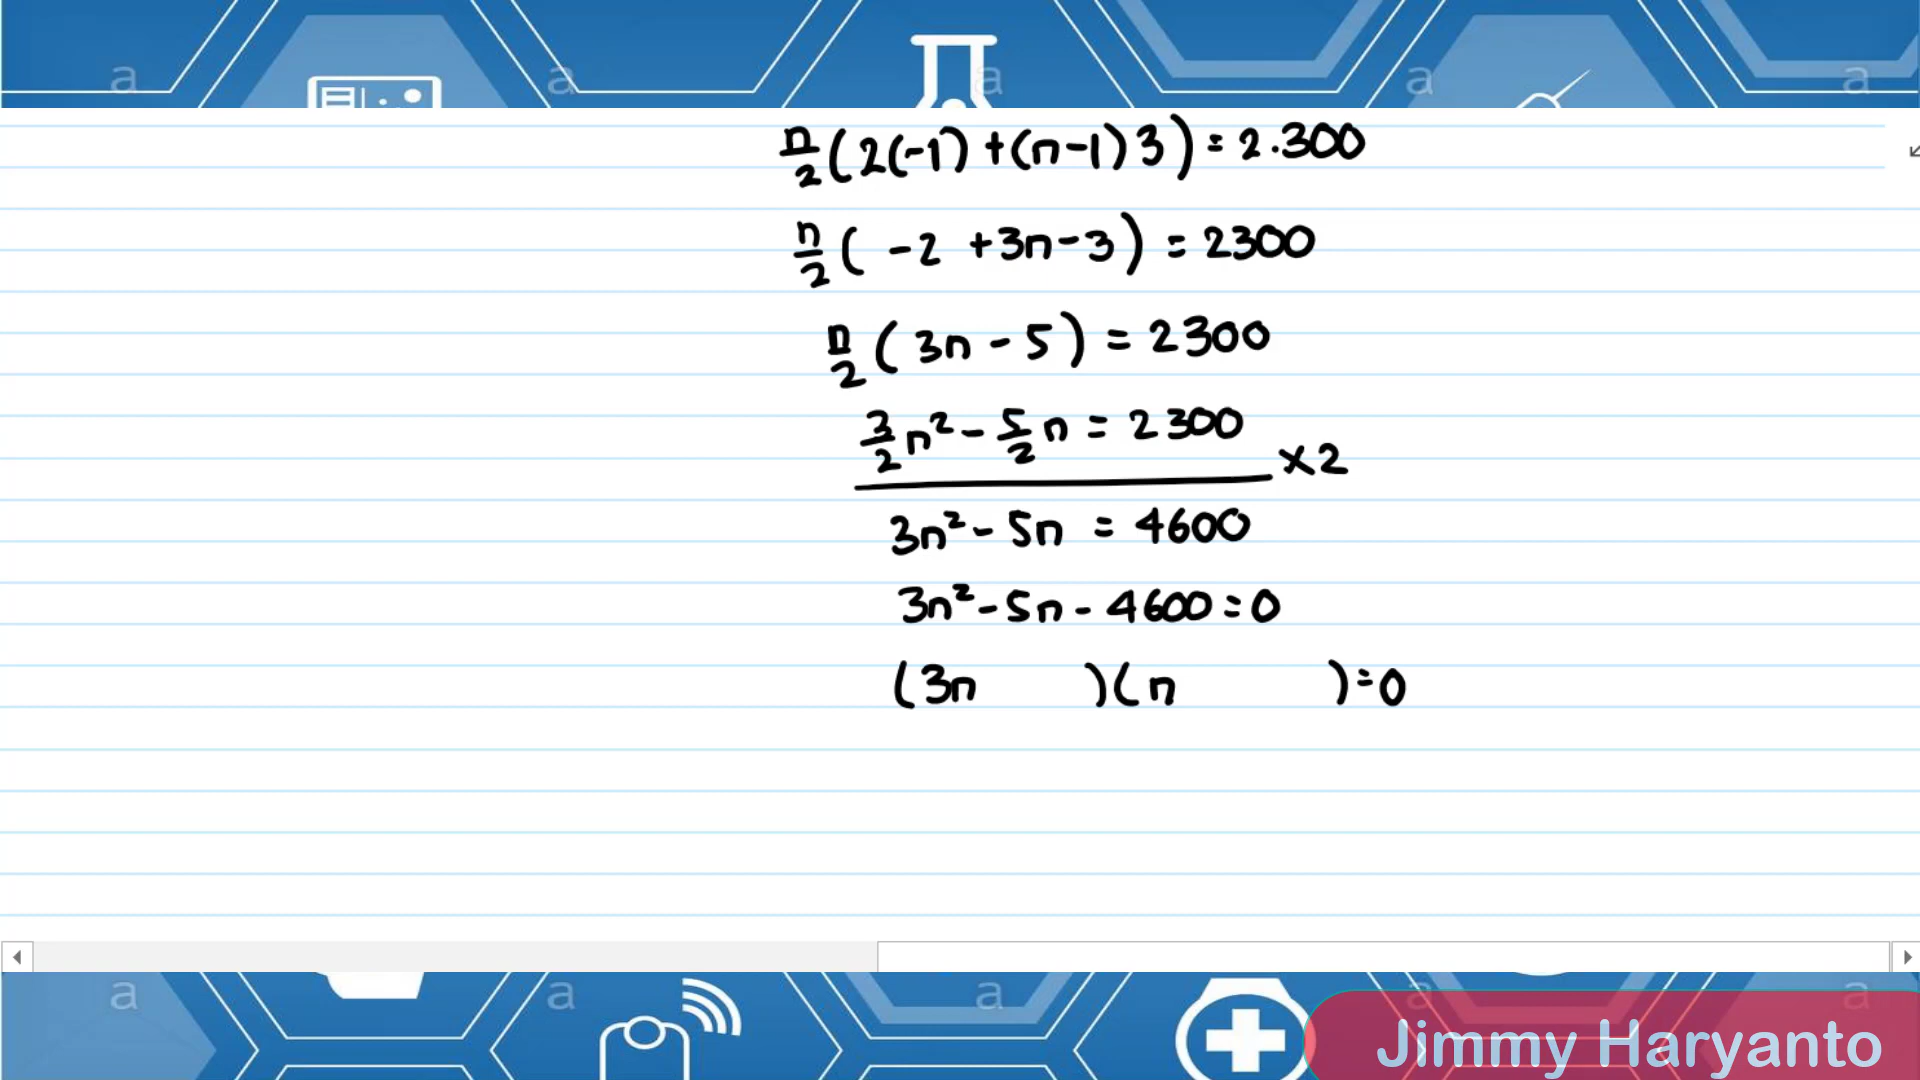 a a a a a
n/2 (2(-1) + (n-1) 3) = 2.300
n/2 ( -2 +3n-3) = 2300
n/2 ( 3n - 5 ) = 2300
3/2 n² - 5/2 n = 2300
×2
3n² - 5n = 4600
3n² - 5n - 4600 = 0
(3n )(n ) = 0
a a a a a
Jimmy Haryanto